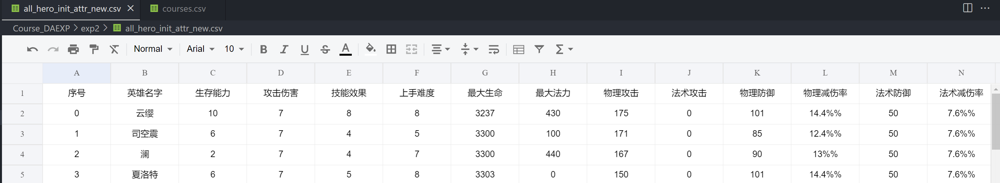 all_hero_init_attr_new.csv courses.csv
Course_DAEXP > exp2 > all_hero_init_attr_new.csv
Normal Arial 10 B I U S A Σ
A B C D E F G H I J K L M N
1 序号 英雄名字 生存能力 攻击伤害 技能效果 上手难度 最大生命 最大法力 物理攻击 法术攻击 物理防御 物理减伤率 法术防御 法术减伤率
2 0 云缨 10 7 8 8 3237 430 175 0 101 14.4%% 50 7.6%%
3 1 司空震 6 7 4 5 3300 100 171 0 85 12.4%% 50 7.6%%
4 2 澜 2 7 4 7 3300 440 167 0 90 13%% 50 7.6%%
5 3 夏洛特 6 7 5 8 3303 0 150 0 101 14.4%% 50 7.6%%